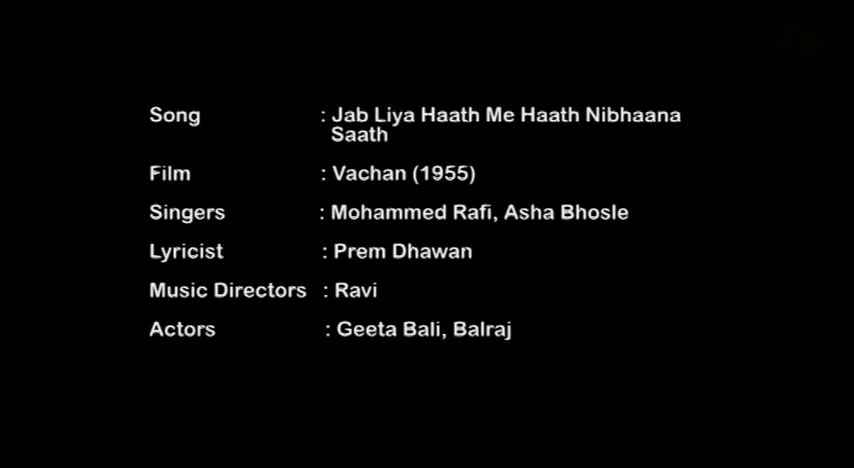 Song : Jab Liya Haath Me Haath Nibhaana
Saath
Film : Vachan (1955)
Singers : Mohammed Rafi, Asha Bhosle
Lyricist : Prem Dhawan
Music Directors : Ravi
Actors : Geeta Bali, Balraj